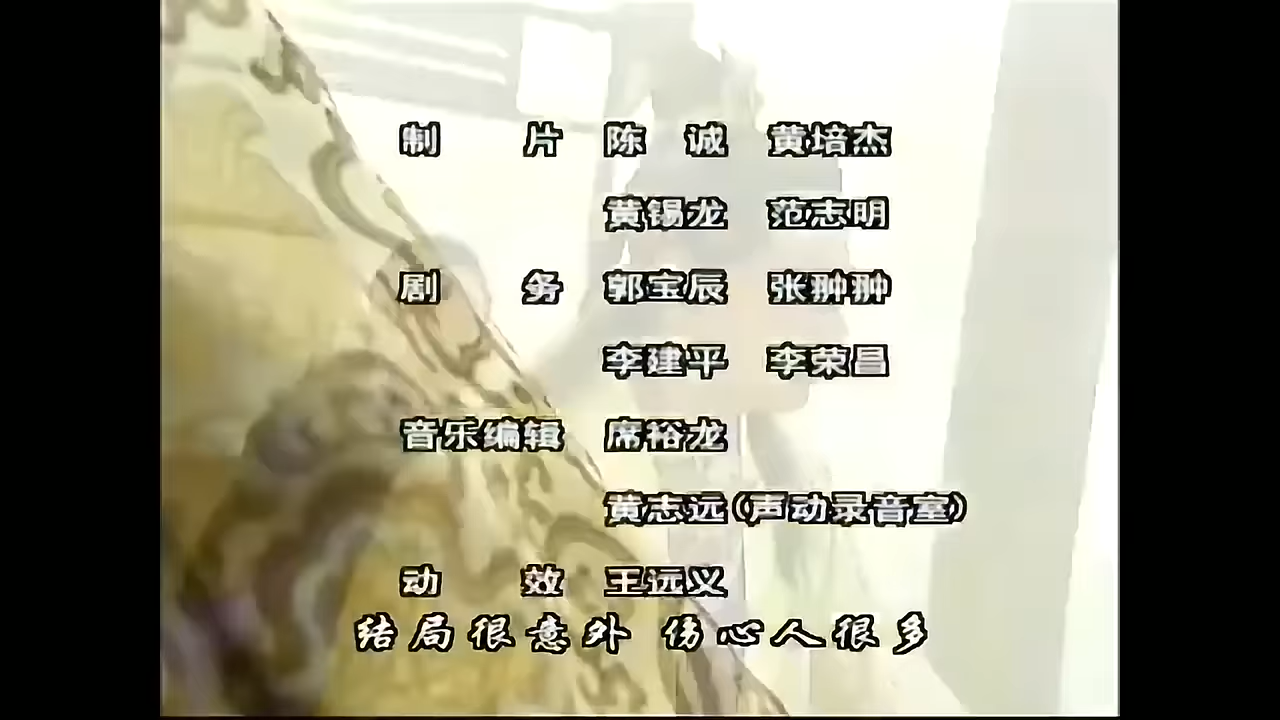 制片 陈诚 黄培杰
黄锡龙 范志明
剧务 郭宝辰 张翀翀
李建平 李荣昌
音乐编辑 席裕龙
黄志远(声动录音室)
动效 王远义
结局很意外 伤心人很多